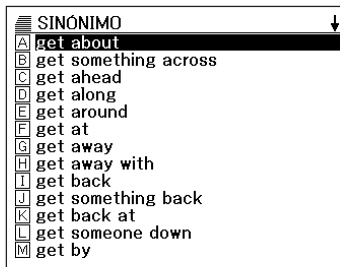 SINÓNIMO
A get about
B get something across
C get ahead
D get along
E get around
F get at
G get away
H get away with
I get back
J get something back
K get back at
L get someone down
M get by